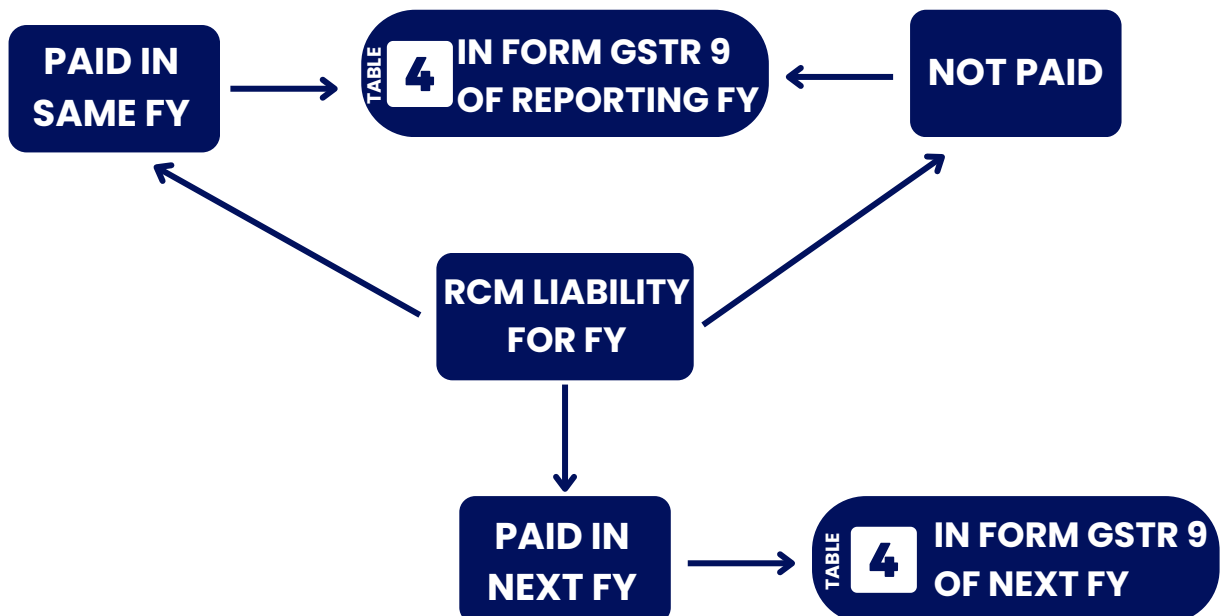 PAID IN
SAME FY
TABLE
4
IN FORM GSTR 9
OF REPORTING FY
NOT PAID
RCM LIABILITY
FOR FY
PAID IN
NEXT FY
TABLE
4
IN FORM GSTR 9
OF NEXT FY